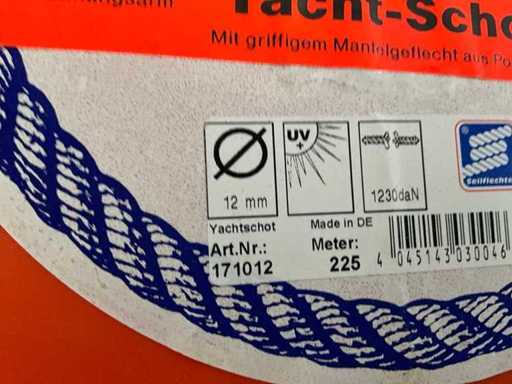 Yacht-Scho
Mit griffigem Mantelgeflecht aus Po
UV
+
12 mm
1230daN
Seilflechte
Yachtschot
Made in DE
Art.Nr.:
Meter:
171012
225
4 045143 030046